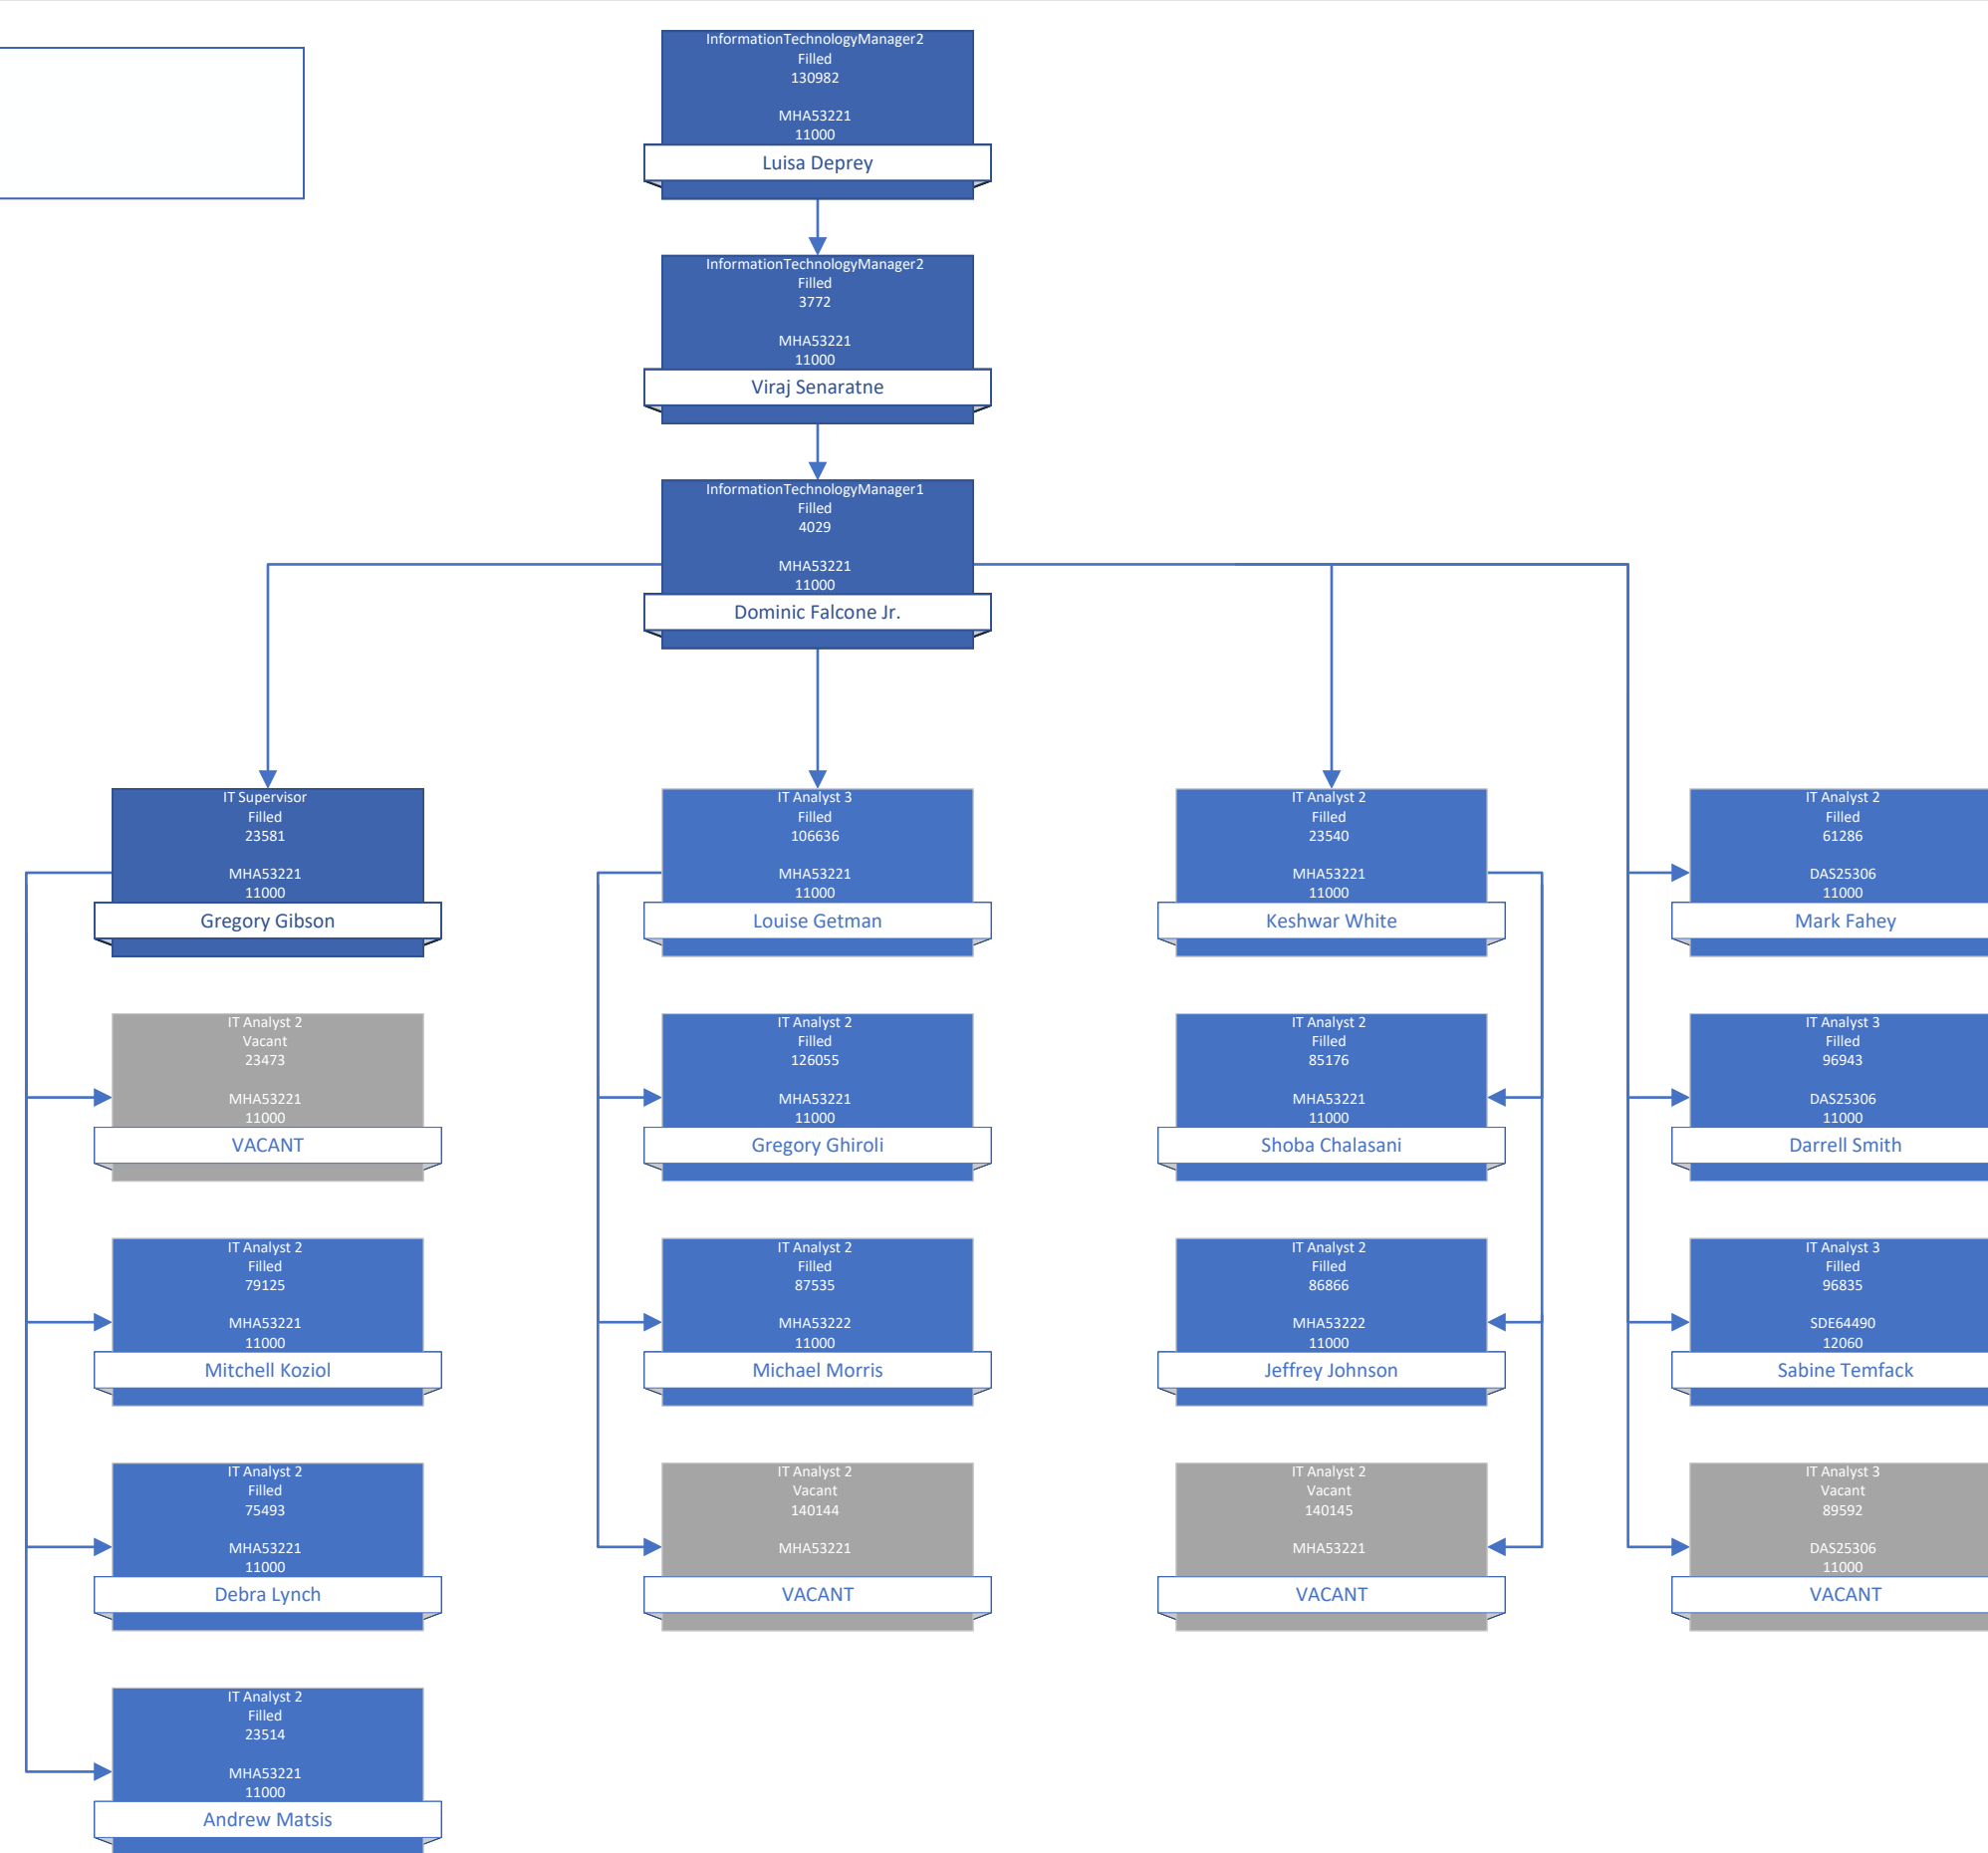 InformationTechnologyManager2
Filled
130982
MHA53221
11000
Luisa Deprey
InformationTechnologyManager2
Filled
3772
MHA53221
11000
Viraj Senaratne
InformationTechnologyManager1
Filled
4029
MHA53221
11000
Dominic Falcone Jr.
IT Supervisor
Filled
23581
MHA53221
11000
Gregory Gibson
IT Analyst 2
Vacant
23473
MHA53221
11000
VACANT
IT Analyst 2
Filled
79125
MHA53221
11000
Mitchell Koziol
IT Analyst 2
Filled
75493
MHA53221
11000
Debra Lynch
IT Analyst 2
Filled
23514
MHA53221
11000
Andrew Matsis
IT Analyst 3
Filled
106636
MHA53221
11000
Louise Getman
IT Analyst 2
Filled
126055
MHA53221
11000
Gregory Ghiroli
IT Analyst 2
Filled
87535
MHA53222
11000
Michael Morris
IT Analyst 2
Vacant
140144
MHA53221
VACANT
IT Analyst 2
Filled
23540
MHA53221
11000
Keshwar White
IT Analyst 2
Filled
85176
MHA53221
11000
Shoba Chalasani
IT Analyst 2
Filled
86866
MHA53222
11000
Jeffrey Johnson
IT Analyst 2
Vacant
140145
MHA53221
VACANT
IT Analyst 2
Filled
61286
DAS25306
11000
Mark Fahey
IT Analyst 3
Filled
96943
DAS25306
11000
Darrell Smith
IT Analyst 3
Filled
96835
SDE64490
12060
Sabine Temfack
IT Analyst 3
Vacant
89592
DAS25306
11000
VACANT